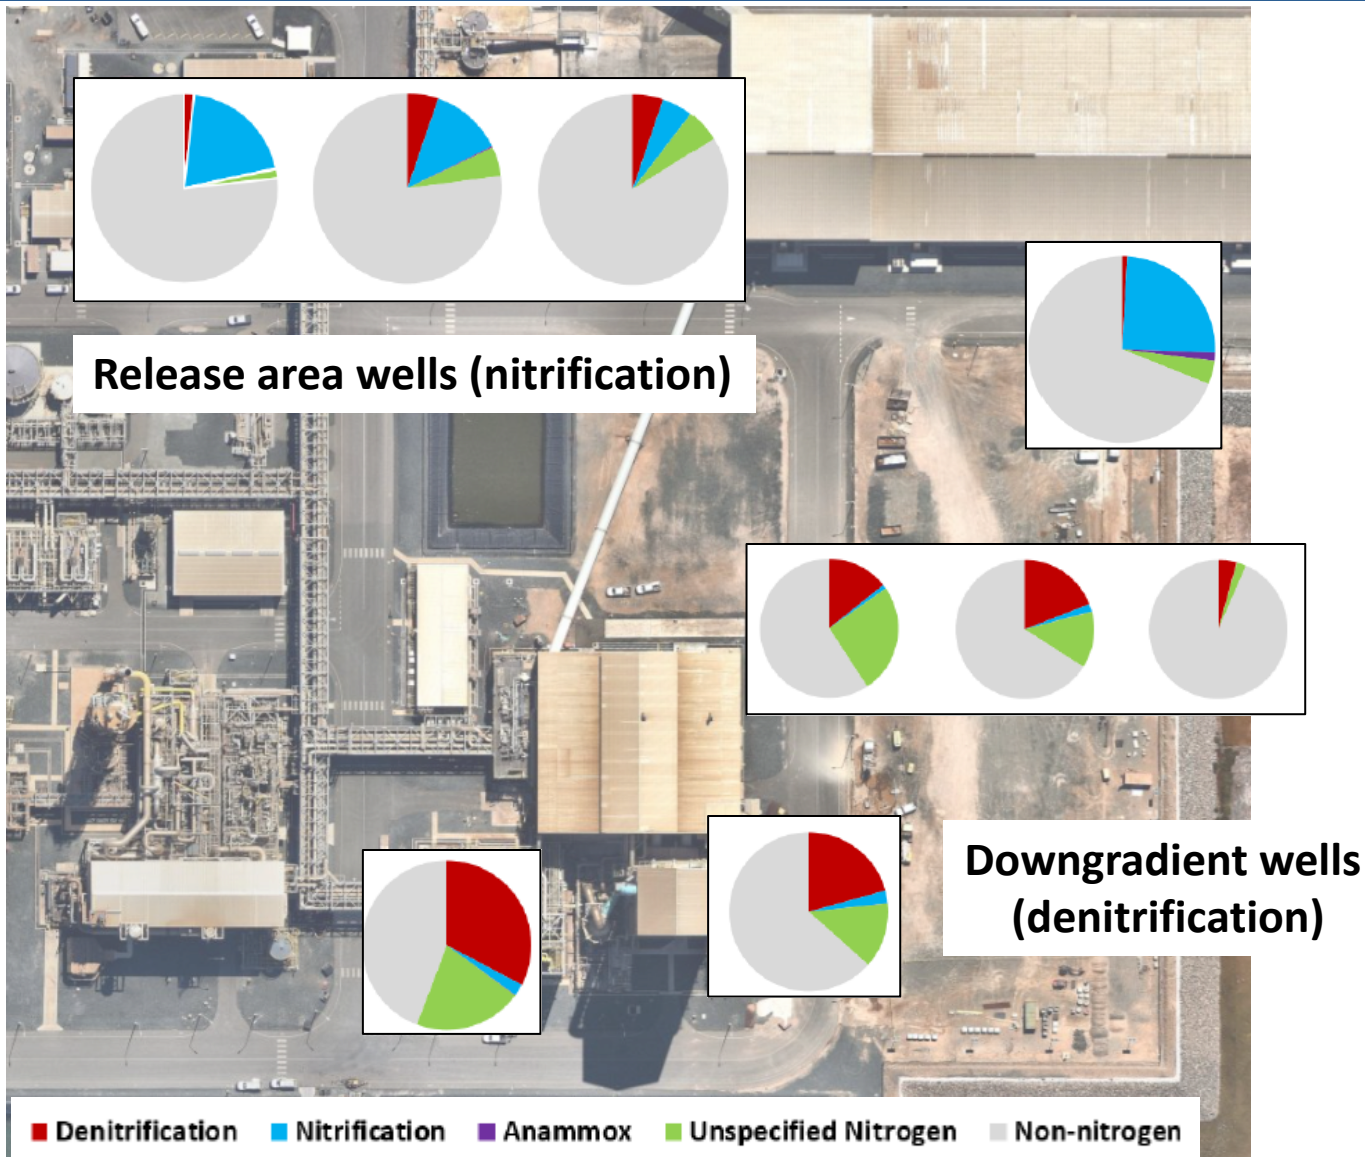 Release area wells (nitrification)
Downgradient wells
(denitrification)
Denitrification Nitrification Anammox Unspecified Nitrogen Non-nitrogen